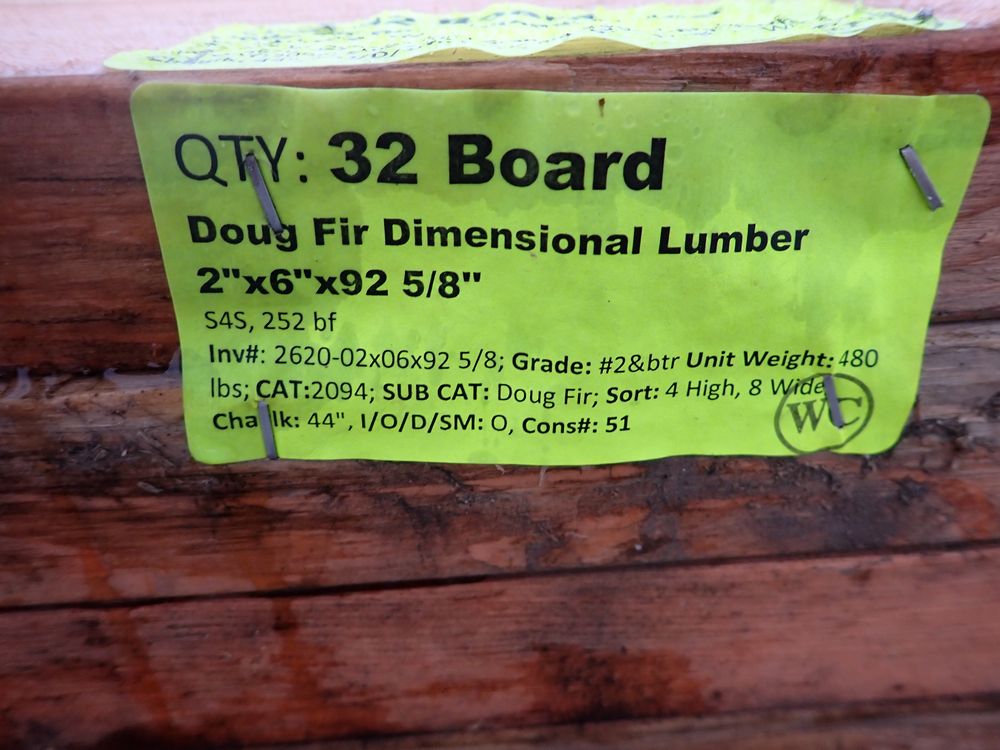 QTY: 32 Board
Doug Fir Dimensional Lumber
2"x6"x92 5/8"
S4S, 252 bf
Inv#: 2620-02x06x92 5/8; Grade: #2&btr Unit Weight: 480
lbs; CAT:2094; SUB CAT: Doug Fir; Sort: 4 High, 8 Wide
Chalk: 44", I/O/D/SM: O, Cons#: 51
WC